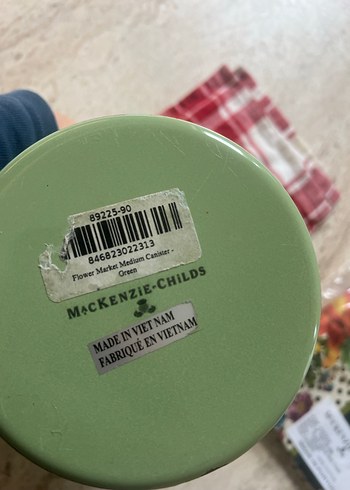 89225-90
846823022313
Flower Market Medium Canister -
Green
MACKENZIE-CHILDS
MADE IN VIET NAM
FABRIQUÉ EN VIETNAM